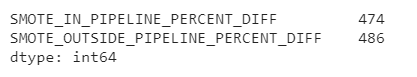 SMOTE_IN_PIPELINE_PERCENT_DIFF         474
SMOTE_OUTSIDE_PIPELINE_PERCENT_DIFF    486
dtype: int64